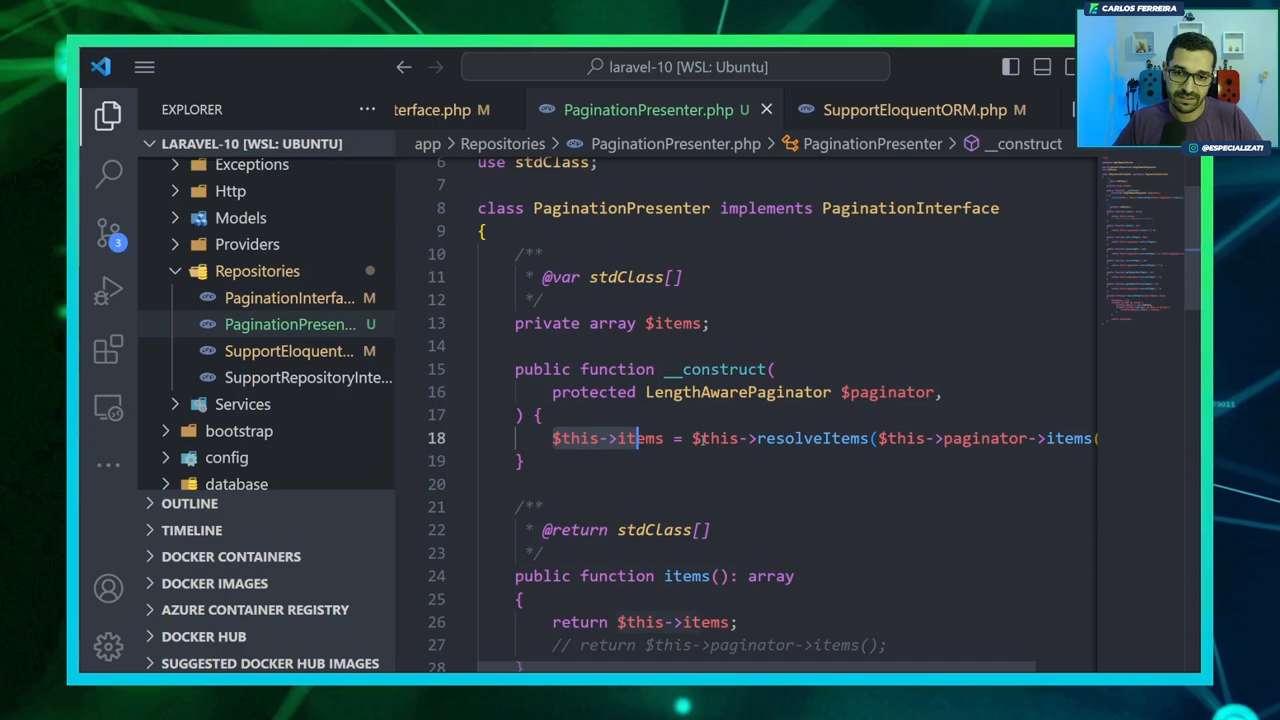 CARLOS FERREIRA
@ESPECIALIZATI
laravel-10 [WSL: Ubuntu]
EXPLORER
terface.php M
PaginationPresenter.php U
SupportEloquentORM.php M
LARAVEL-10 [WSL: UBUNTU]
app > Repositories > PaginationPresenter.php > PaginationPresenter > __construct
Exceptions
Http
Models
Providers
Repositories
PaginationInterfa... M
PaginationPresen... U
SupportEloquent... M
SupportRepositoryInte...
Services
bootstrap
config
database
OUTLINE
TIMELINE
DOCKER CONTAINERS
DOCKER IMAGES
AZURE CONTAINER REGISTRY
DOCKER HUB
SUGGESTED DOCKER HUB IMAGES
3
6 use stdClass;
7
8 class PaginationPresenter implements PaginationInterface
9 {
10 /**
11 * @var stdClass[]
12 */
13 private array $items;
14
15 public function __construct(
16 protected LengthAwarePaginator $paginator,
17 ) {
18 $this->items = $this->resolveItems($this->paginator->items(
19 }
20
21 /**
22 * @return stdClass[]
23 */
24 public function items(): array
25 {
26 return $this->items;
27 // return $this->paginator->items();
28 }